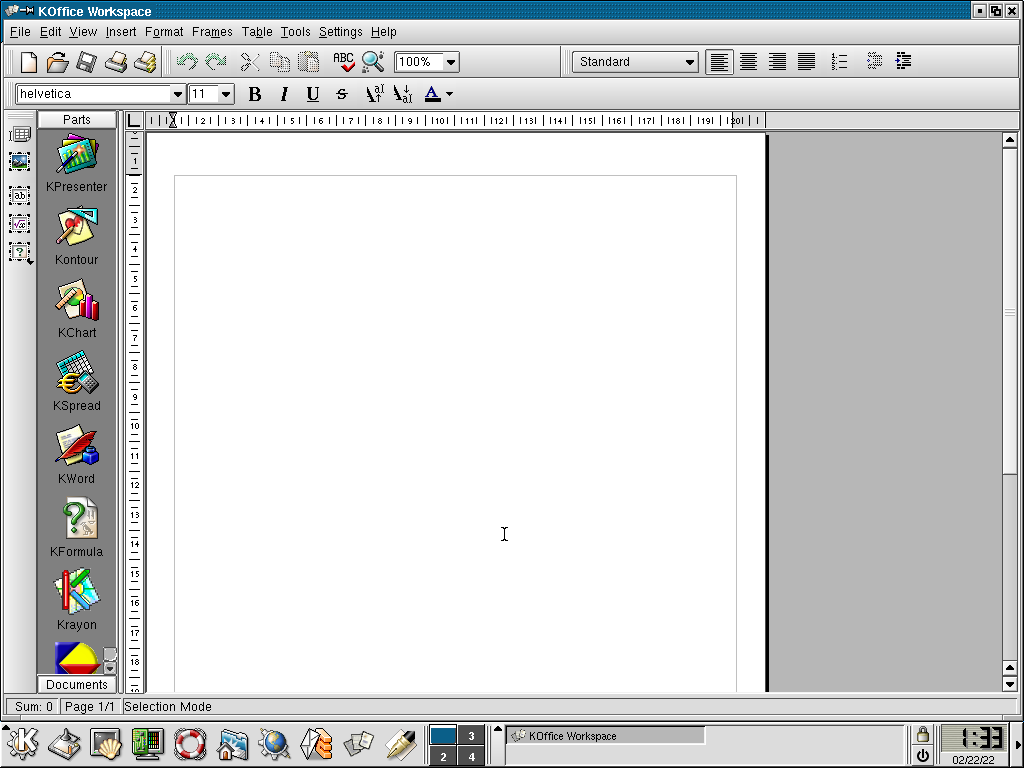 KOffice Workspace
File Edit View Insert Format Frames Table Tools Settings Help
ABC 100% Standard
helvetica 11 B I U S A
Parts
1 2 3 4 5 6 7 8 9 10 11 12 13 14 15 16 17 18 19 20
KPresenter
Kontour
KChart
KSpread
KWord
KFormula
Krayon
Documents
1
2
3
4
5
6
7
8
9
10
11
12
13
14
15
16
17
18
Sum: 0 Page 1/1 Selection Mode
3
2 4
KOffice Workspace
1:33
02/22/22